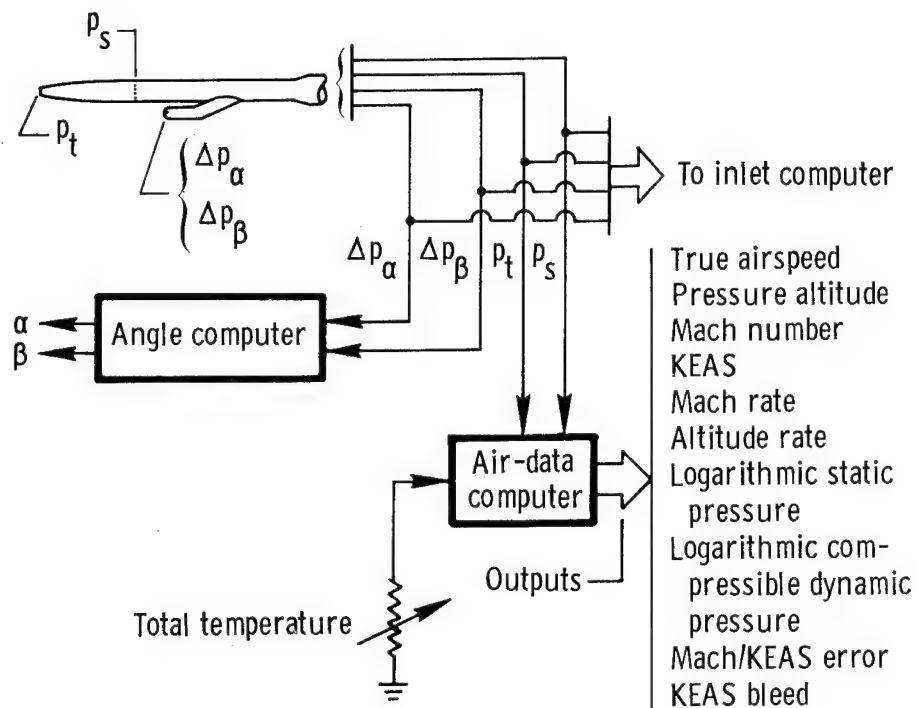 p_s
p_t
Δp_α
Δp_β
To inlet computer
Δp_α Δp_β p_t p_s
α
β
Angle computer
True airspeed
Pressure altitude
Mach number
KEAS
Mach rate
Altitude rate
Logarithmic static
pressure
Logarithmic com-
pressible dynamic
pressure
Mach/KEAS error
KEAS bleed
Air-data
computer
Outputs
Total temperature